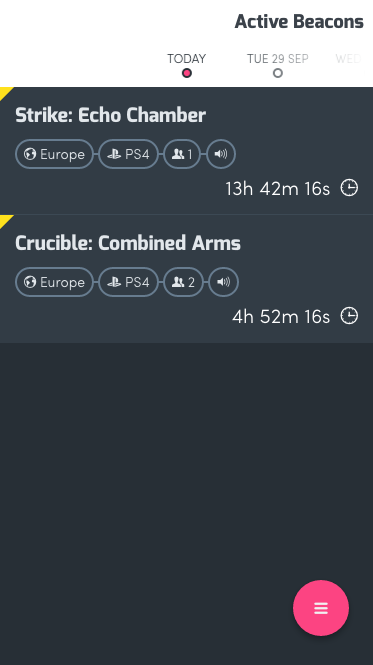 Active Beacons
TODAY TUE 29 SEP WED
Strike: Echo Chamber
Europe PS4 1
13h 42m 16s
Crucible: Combined Arms
Europe PS4 2
4h 52m 16s